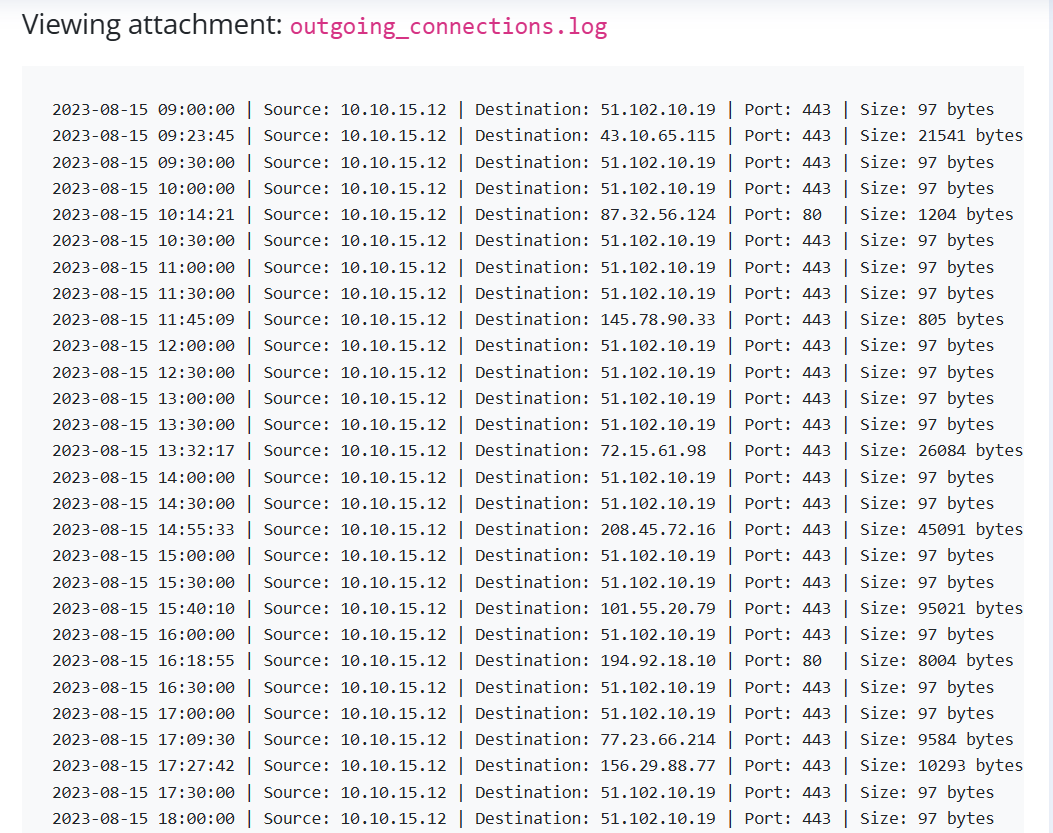 Viewing attachment: outgoing_connections.log
2023-08-15 09:00:00 | Source: 10.10.15.12 | Destination: 51.102.10.19 | Port: 443 | Size: 97 bytes
2023-08-15 09:23:45 | Source: 10.10.15.12 | Destination: 43.10.65.115 | Port: 443 | Size: 21541 bytes
2023-08-15 09:30:00 | Source: 10.10.15.12 | Destination: 51.102.10.19 | Port: 443 | Size: 97 bytes
2023-08-15 10:00:00 | Source: 10.10.15.12 | Destination: 51.102.10.19 | Port: 443 | Size: 97 bytes
2023-08-15 10:14:21 | Source: 10.10.15.12 | Destination: 87.32.56.124 | Port: 80  | Size: 1204 bytes
2023-08-15 10:30:00 | Source: 10.10.15.12 | Destination: 51.102.10.19 | Port: 443 | Size: 97 bytes
2023-08-15 11:00:00 | Source: 10.10.15.12 | Destination: 51.102.10.19 | Port: 443 | Size: 97 bytes
2023-08-15 11:30:00 | Source: 10.10.15.12 | Destination: 51.102.10.19 | Port: 443 | Size: 97 bytes
2023-08-15 11:45:09 | Source: 10.10.15.12 | Destination: 145.78.90.33 | Port: 443 | Size: 805 bytes
2023-08-15 12:00:00 | Source: 10.10.15.12 | Destination: 51.102.10.19 | Port: 443 | Size: 97 bytes
2023-08-15 12:30:00 | Source: 10.10.15.12 | Destination: 51.102.10.19 | Port: 443 | Size: 97 bytes
2023-08-15 13:00:00 | Source: 10.10.15.12 | Destination: 51.102.10.19 | Port: 443 | Size: 97 bytes
2023-08-15 13:30:00 | Source: 10.10.15.12 | Destination: 51.102.10.19 | Port: 443 | Size: 97 bytes
2023-08-15 13:32:17 | Source: 10.10.15.12 | Destination: 72.15.61.98  | Port: 443 | Size: 26084 bytes
2023-08-15 14:00:00 | Source: 10.10.15.12 | Destination: 51.102.10.19 | Port: 443 | Size: 97 bytes
2023-08-15 14:30:00 | Source: 10.10.15.12 | Destination: 51.102.10.19 | Port: 443 | Size: 97 bytes
2023-08-15 14:55:33 | Source: 10.10.15.12 | Destination: 208.45.72.16 | Port: 443 | Size: 45091 bytes
2023-08-15 15:00:00 | Source: 10.10.15.12 | Destination: 51.102.10.19 | Port: 443 | Size: 97 bytes
2023-08-15 15:30:00 | Source: 10.10.15.12 | Destination: 51.102.10.19 | Port: 443 | Size: 97 bytes
2023-08-15 15:40:10 | Source: 10.10.15.12 | Destination: 101.55.20.79 | Port: 443 | Size: 95021 bytes
2023-08-15 16:00:00 | Source: 10.10.15.12 | Destination: 51.102.10.19 | Port: 443 | Size: 97 bytes
2023-08-15 16:18:55 | Source: 10.10.15.12 | Destination: 194.92.18.10 | Port: 80  | Size: 8004 bytes
2023-08-15 16:30:00 | Source: 10.10.15.12 | Destination: 51.102.10.19 | Port: 443 | Size: 97 bytes
2023-08-15 17:00:00 | Source: 10.10.15.12 | Destination: 51.102.10.19 | Port: 443 | Size: 97 bytes
2023-08-15 17:09:30 | Source: 10.10.15.12 | Destination: 77.23.66.214 | Port: 443 | Size: 9584 bytes
2023-08-15 17:27:42 | Source: 10.10.15.12 | Destination: 156.29.88.77 | Port: 443 | Size: 10293 bytes
2023-08-15 17:30:00 | Source: 10.10.15.12 | Destination: 51.102.10.19 | Port: 443 | Size: 97 bytes
2023-08-15 18:00:00 | Source: 10.10.15.12 | Destination: 51.102.10.19 | Port: 443 | Size: 97 bytes